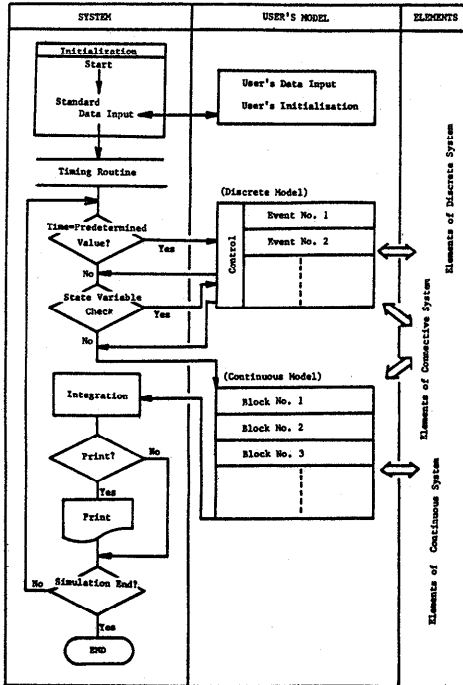 SYSTEM
USER'S MODEL
ELEMENTS
Initialization
Start
Standard
Data Input
User's Data Input
User's Initialization
Timing Routine
Time=Predetermined
Value?
Yes
No
State Variable
Check
Yes
No
(Discrete Model)
Control
Event No. 1
Event No. 2
(Continuous Model)
Block No. 1
Block No. 2
Block No. 3
Integration
Print?
No
Yes
Print
Simulation End?
No
Yes
END
Elements of Discrete System
Elements of Connective System
Elements of Continuous System